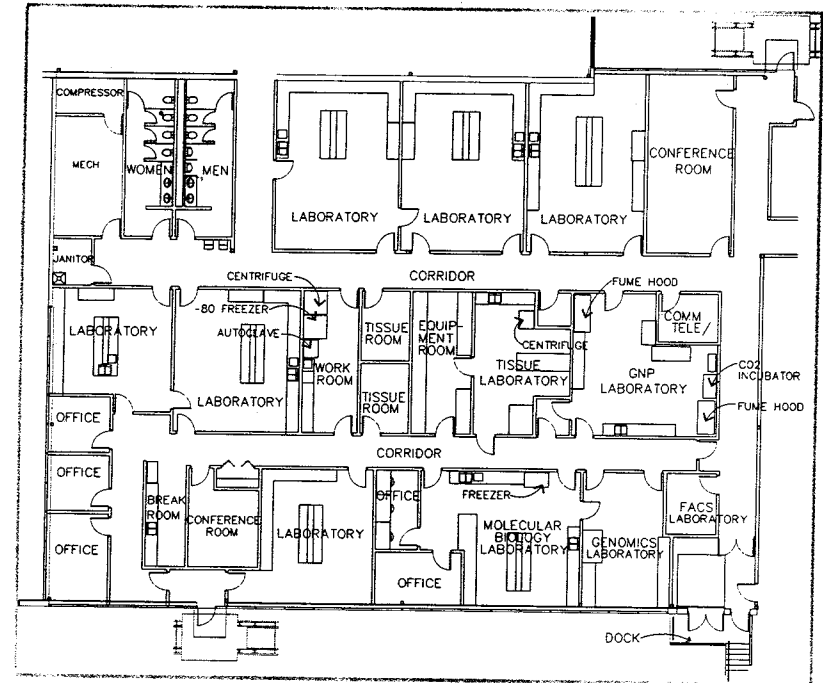 COMPRESSOR
MECH
WOMEN
MEN
LABORATORY
LABORATORY
LABORATORY
CONFERENCE
ROOM
JANITOR
CENTRIFUGE
CORRIDOR
FUME HOOD
-80 FREEZER
AUTOCLAVE
LABORATORY
LABORATORY
WORK
ROOM
TISSUE
ROOM
TISSUE
ROOM
EQUIP-
MENT
ROOM
CENTRIFUGE
TISSUE
LABORATORY
COMM
TELE/
GNP
LABORATORY
CO2
INCUBATOR
FUME HOOD
OFFICE
OFFICE
OFFICE
CORRIDOR
BREAK
ROOM
CONFERENCE
ROOM
LABORATORY
OFFICE
OFFICE
FREEZER
MOLECULAR
BIOLOGY
LABORATORY
GENOMICS
LABORATORY
FACS
LABORATORY
DOCK